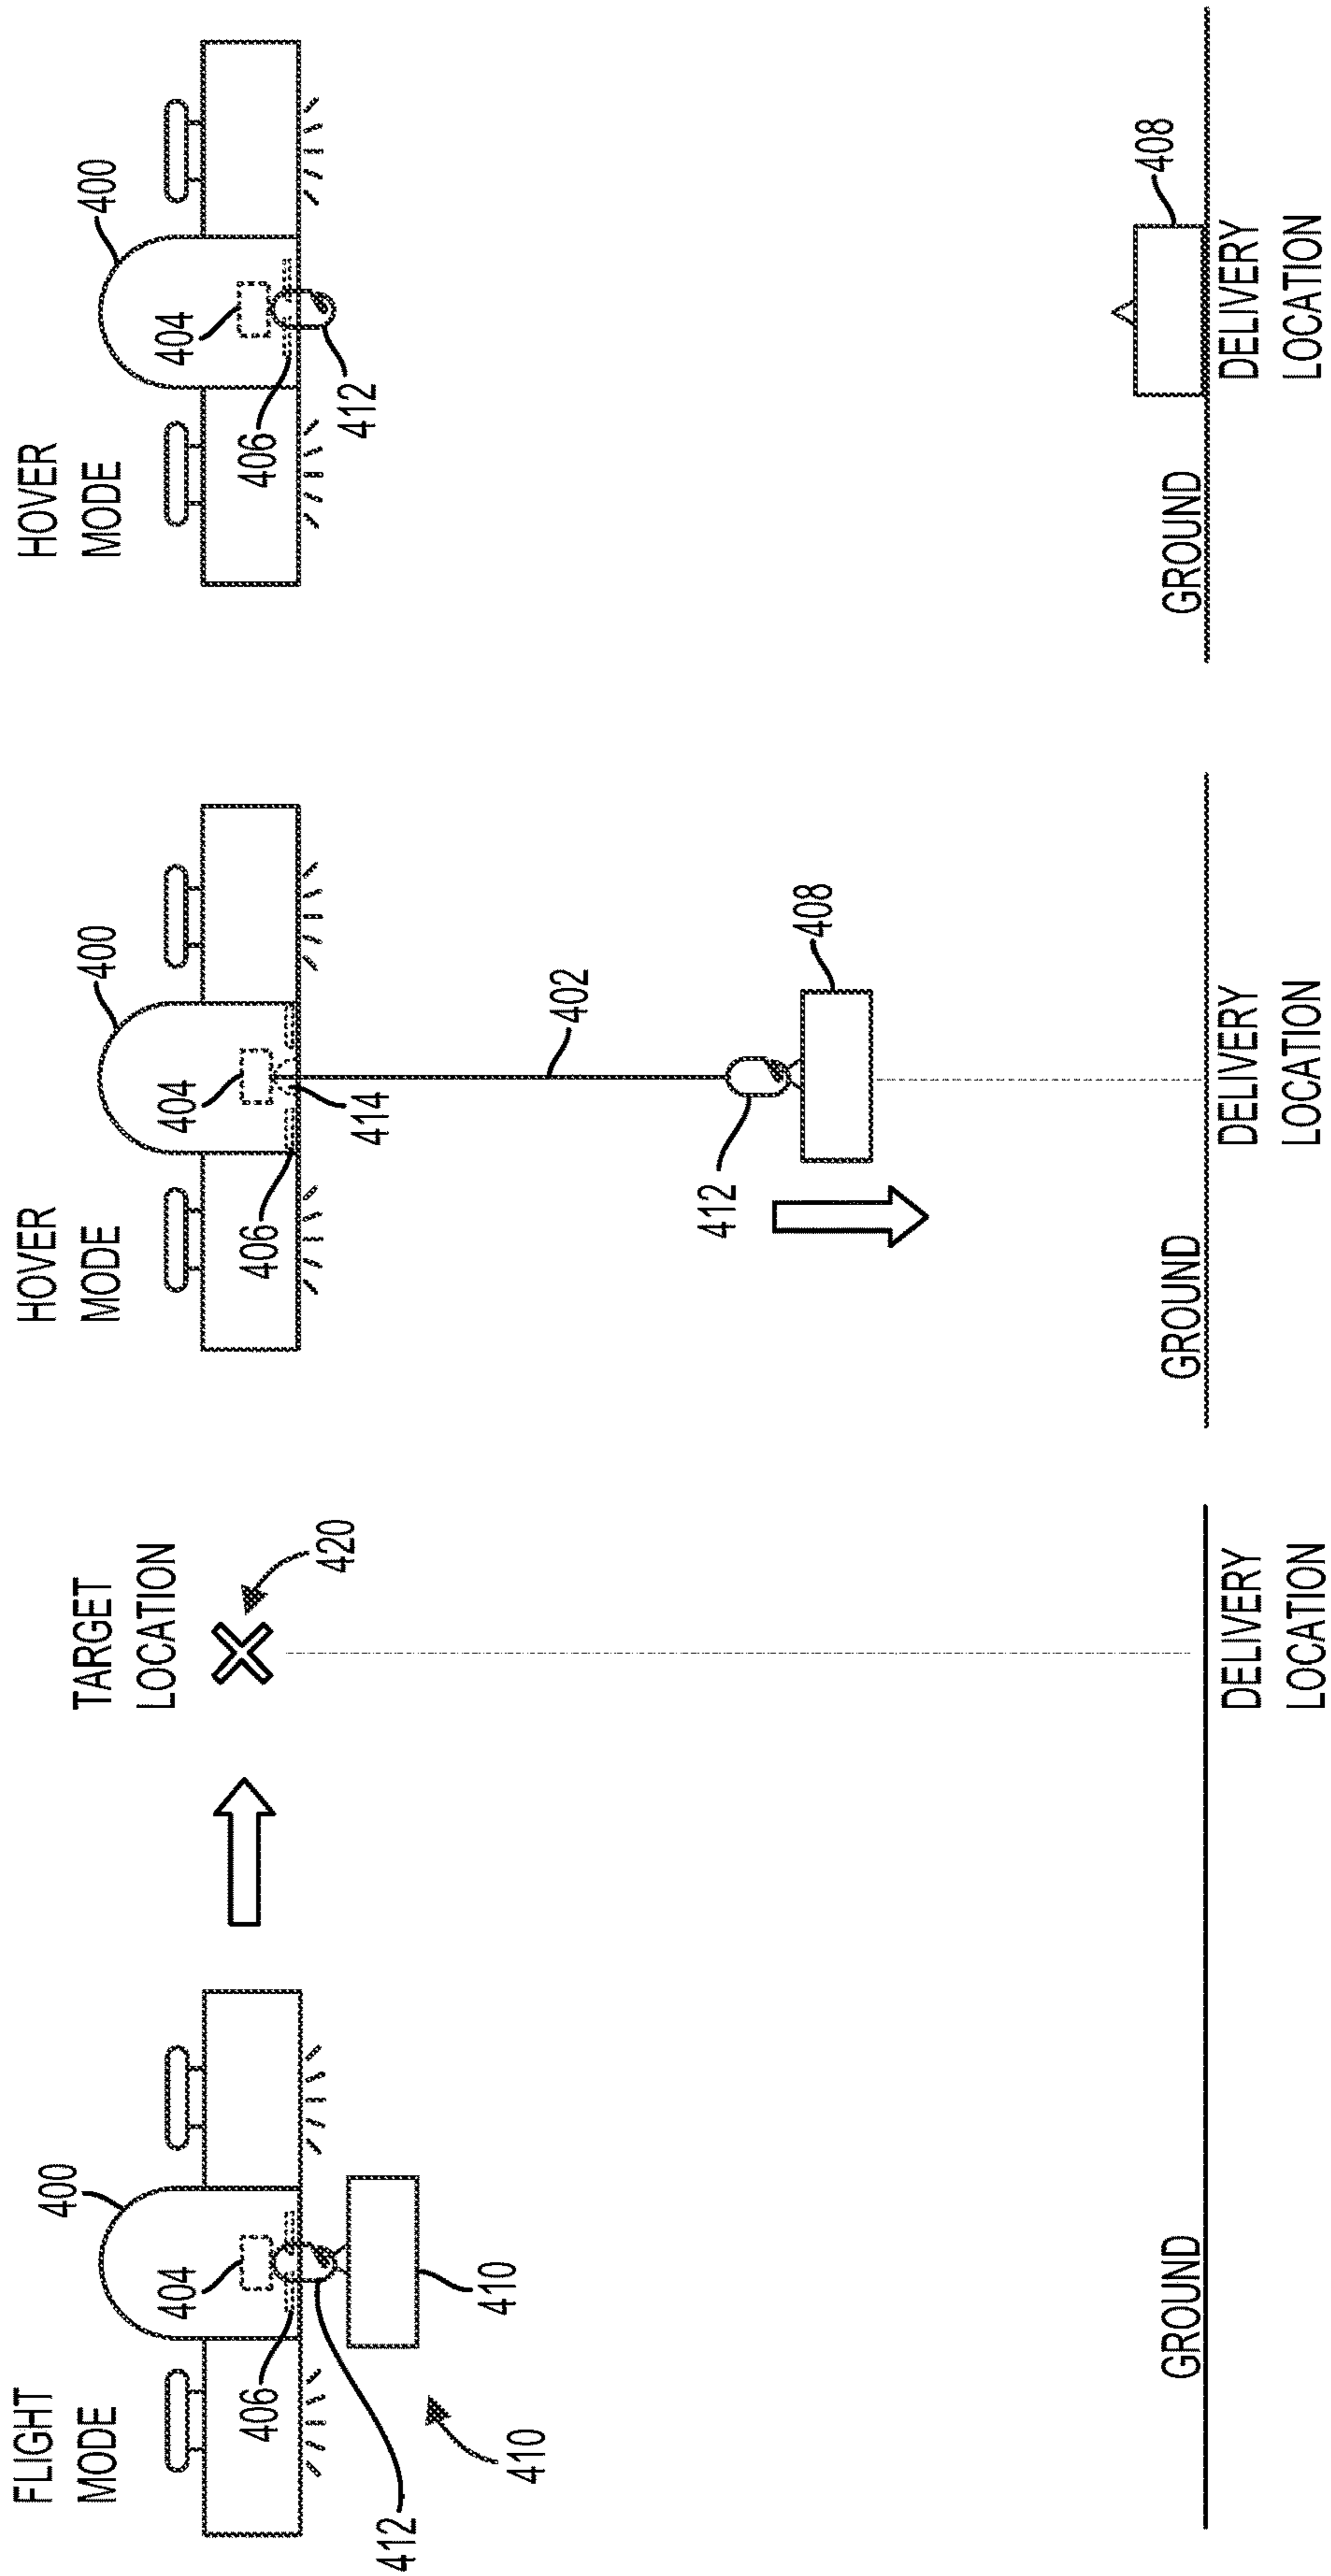 FLIGHT
MODE
400
404
406
412
410
410
TARGET
LOCATION
420
GROUND
DELIVERY
LOCATION
HOVER
MODE
400
404
406
414
402
412
408
GROUND
DELIVERY
LOCATION
HOVER
MODE
400
404
406
412
408
GROUND
DELIVERY
LOCATION